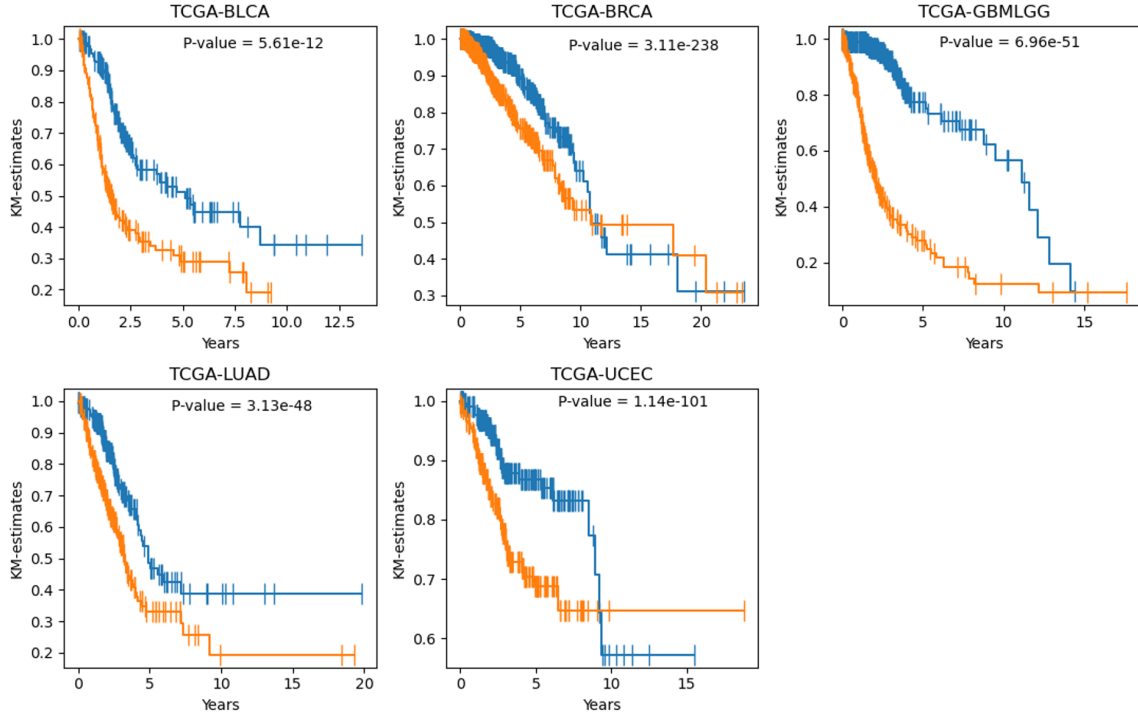 TCGA-BLCA
P-value = 5.61e-12
KM-estimates
1.0
0.9
0.8
0.7
0.6
0.5
0.4
0.3
0.2
0.0 2.5 5.0 7.5 10.0 12.5
Years
TCGA-BRCA
P-value = 3.11e-238
KM-estimates
1.0
0.9
0.8
0.7
0.6
0.5
0.4
0.3
0 5 10 15 20
Years
TCGA-GBMLGG
P-value = 6.96e-51
KM-estimates
1.0
0.8
0.6
0.4
0.2
0 5 10 15
Years
TCGA-LUAD
P-value = 3.13e-48
KM-estimates
1.0
0.9
0.8
0.7
0.6
0.5
0.4
0.3
0.2
0 5 10 15 20
Years
TCGA-UCEC
P-value = 1.14e-101
KM-estimates
1.0
0.9
0.8
0.7
0.6
0 5 10 15
Years